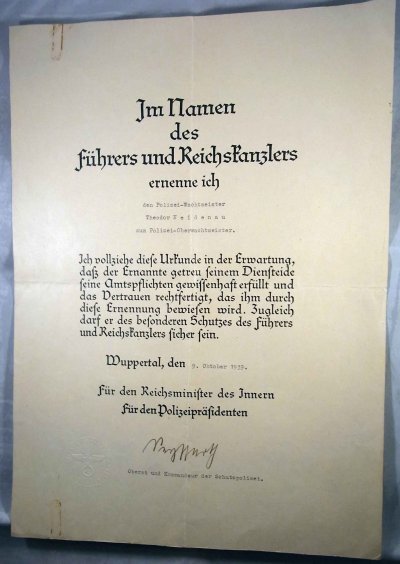 Im Namen
des
Führers und Reichskanzlers
ernenne ich
den Polizei-Wachtmeister
Theodor Neidenau
zum Polizei-Oberwachtmeister.
Ich vollziehe diese Urkunde in der Erwartung,
daß der Ernannte getreu seinem Diensteide
seine Amtspflichten gewissenhaft erfüllt und
das Vertrauen rechtfertigt, das ihm durch
diese Ernennung bewiesen wird. Zugleich
darf er des besonderen Schutzes des Führers
und Reichskanzlers sicher sein.
Wuppertal, den 9. Oktober 1939.
Für den Reichsminister des Innern
Für den Polizeipräsidenten
Oberst und Kommandeur der Schutzpolizei.